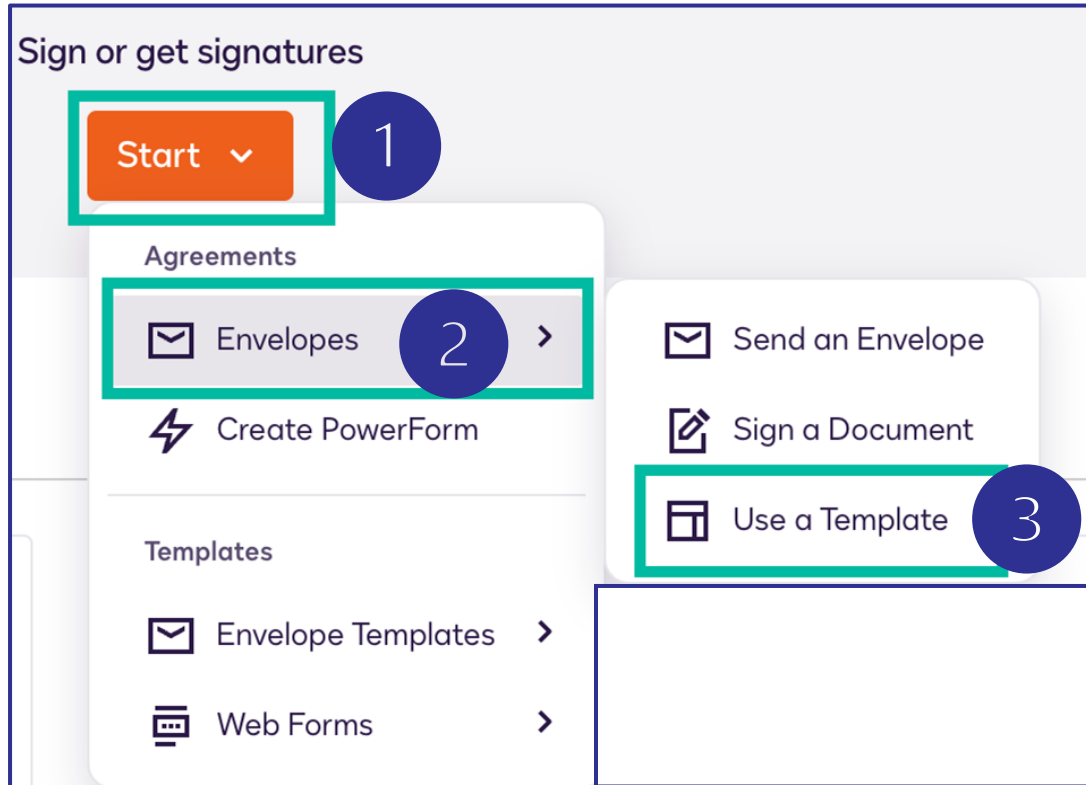 Sign or get signatures
Start
1
Agreements
Envelopes
2
Create PowerForm
Templates
Envelope Templates
Web Forms
Send an Envelope
Sign a Document
Use a Template
3